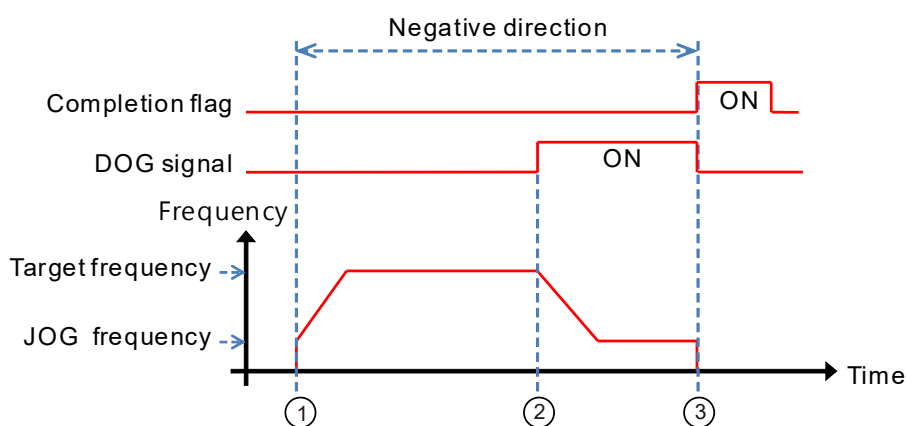 Negative direction
Completion flag
ON
DOG signal
ON
Frequency
Target frequency
JOG frequency
Time
1
2
3